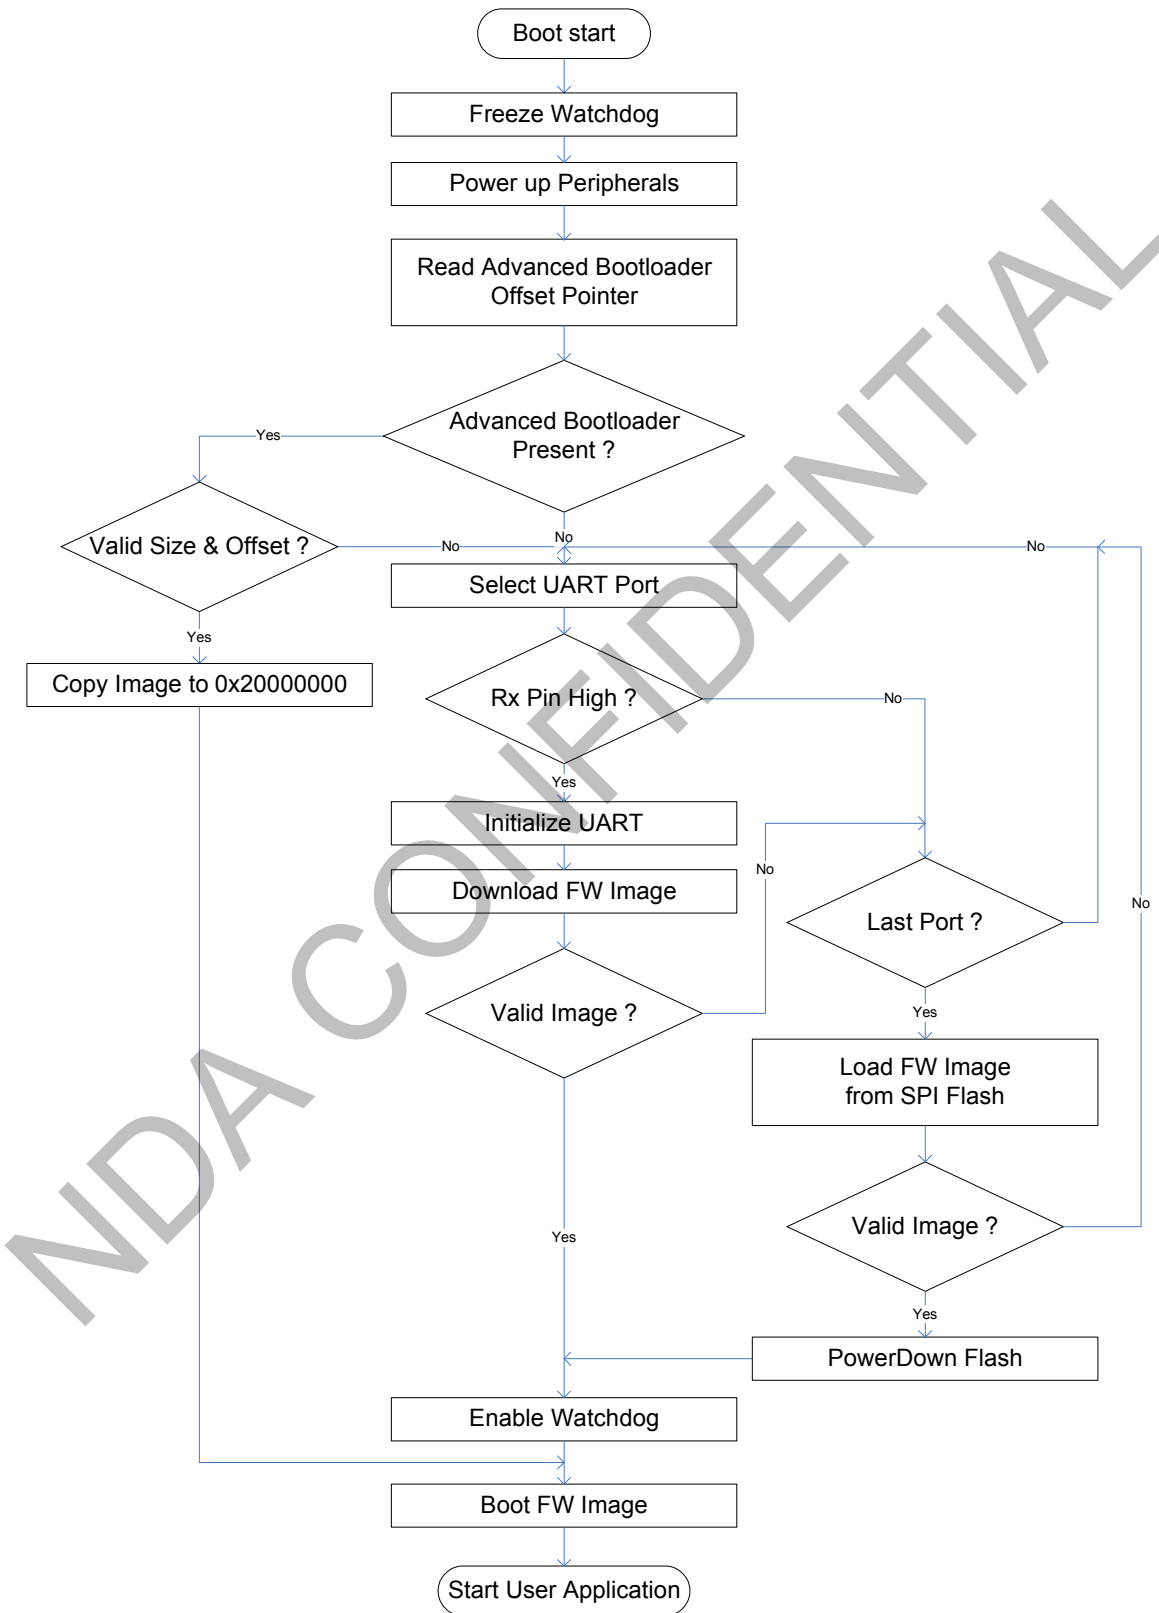 Boot start
Freeze Watchdog
Power up Peripherals
Read Advanced Bootloader
Offset Pointer
Advanced Bootloader
Present ?
Yes
No
Valid Size & Offset ?
No
No
Select UART Port
Yes
Copy Image to 0x20000000
Rx Pin High ?
No
Yes
Initialize UART
Download FW Image
No
Last Port ?
No
Valid Image ?
Yes
Load FW Image
from SPI Flash
Valid Image ?
Yes
Yes
PowerDown Flash
Enable Watchdog
Boot FW Image
Start User Application
NDA CONFIDENTIAL